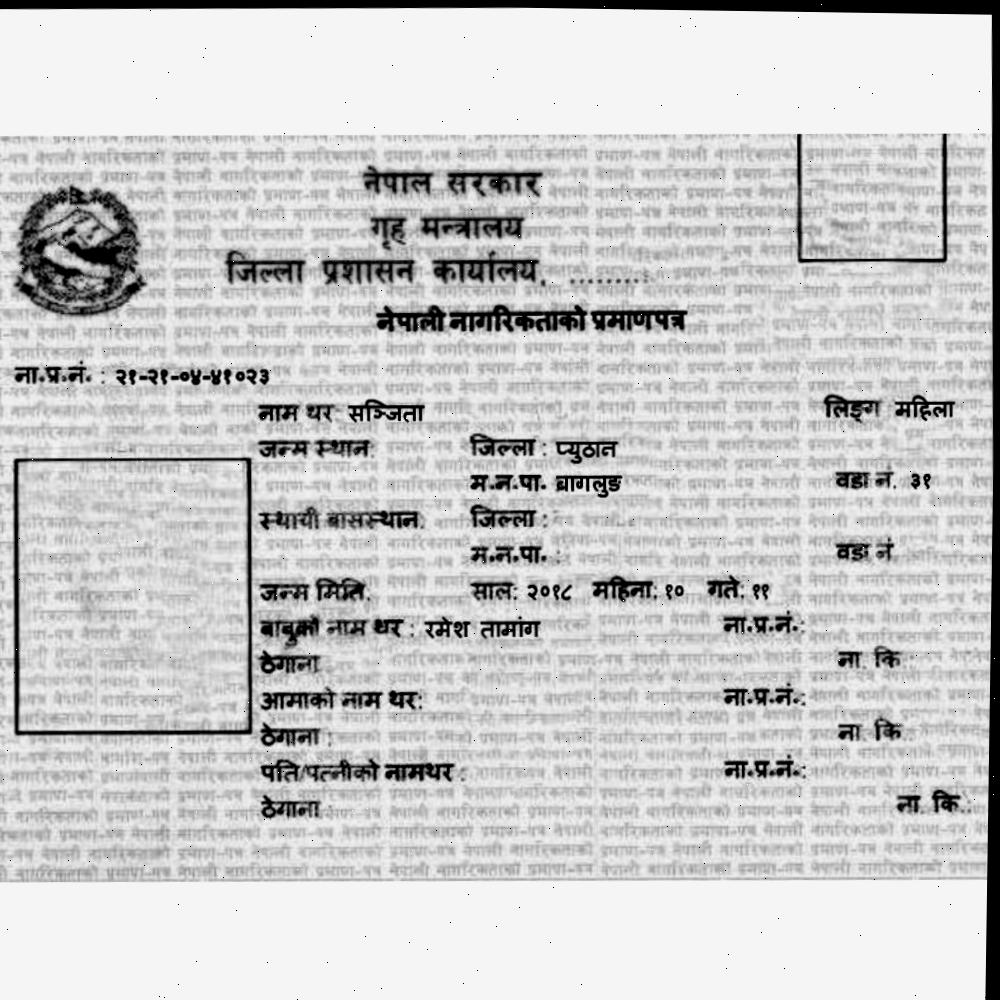 नेपाल सरकार
गृह मन्त्रालय
जिल्ला प्रशासन कार्यालय, .........
नेपाली नागरिकताको प्रमाणपत्र
ना.प्र.नं. : २१-२१-०४-४१०२३
नाम थर: सञ्जिता लिङ्ग महिला
जन्म स्थान: जिल्ला : प्युठान
म.न.पा. बागलुङ वडा नं. ३१
स्थायी बासस्थान: जिल्ला :
म.न.पा. : वडा नं
जन्म मिति: साल: २०१८ महिना: १० गते: ११
बाबुको नाम थर : रमेश तामांग ना.प्र.नं.:
ठेगाना ना. कि.:
आमाको नाम थर: ना.प्र.नं.:
ठेगाना : ना. कि.
पति/पत्नीको नामथर : ना.प्र.नं.:
ठेगाना ना. कि.: